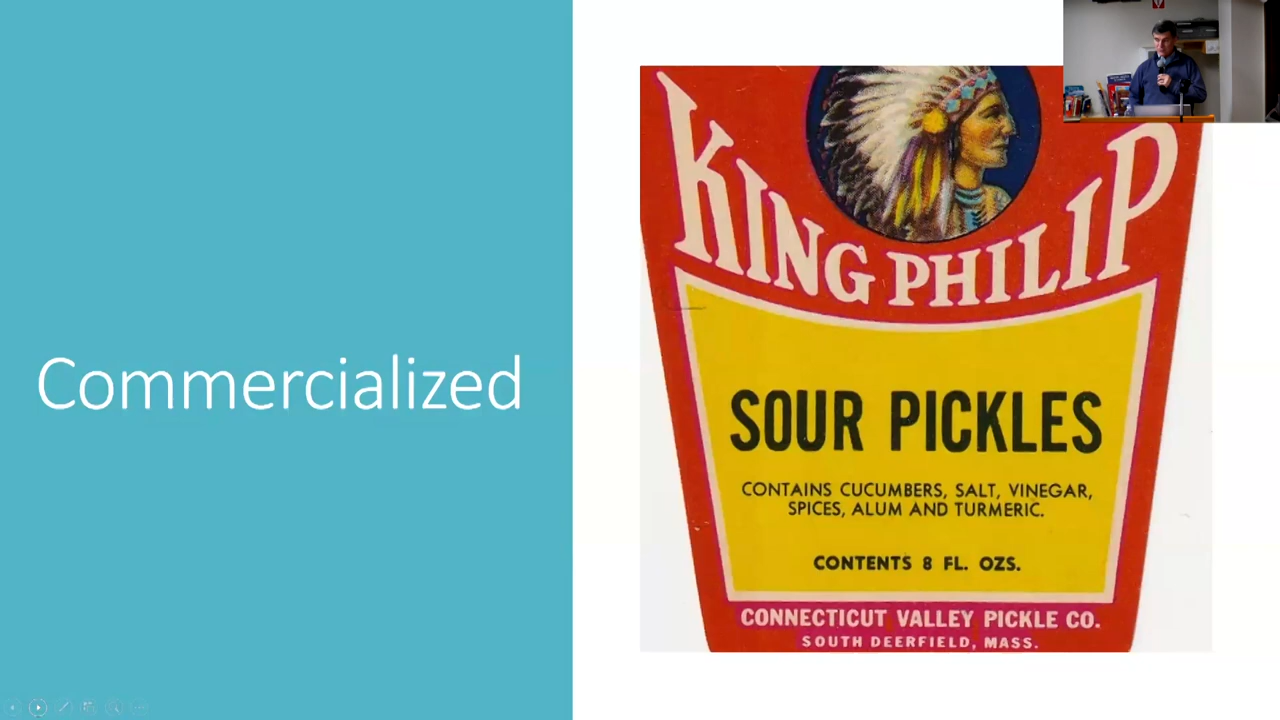 Commercialized
KING PHILIP
SOUR PICKLES
CONTAINS CUCUMBERS, SALT, VINEGAR,
SPICES, ALUM AND TURMERIC.
CONTENTS 8 FL. OZS.
CONNECTICUT VALLEY PICKLE CO.
SOUTH DEERFIELD, MASS.